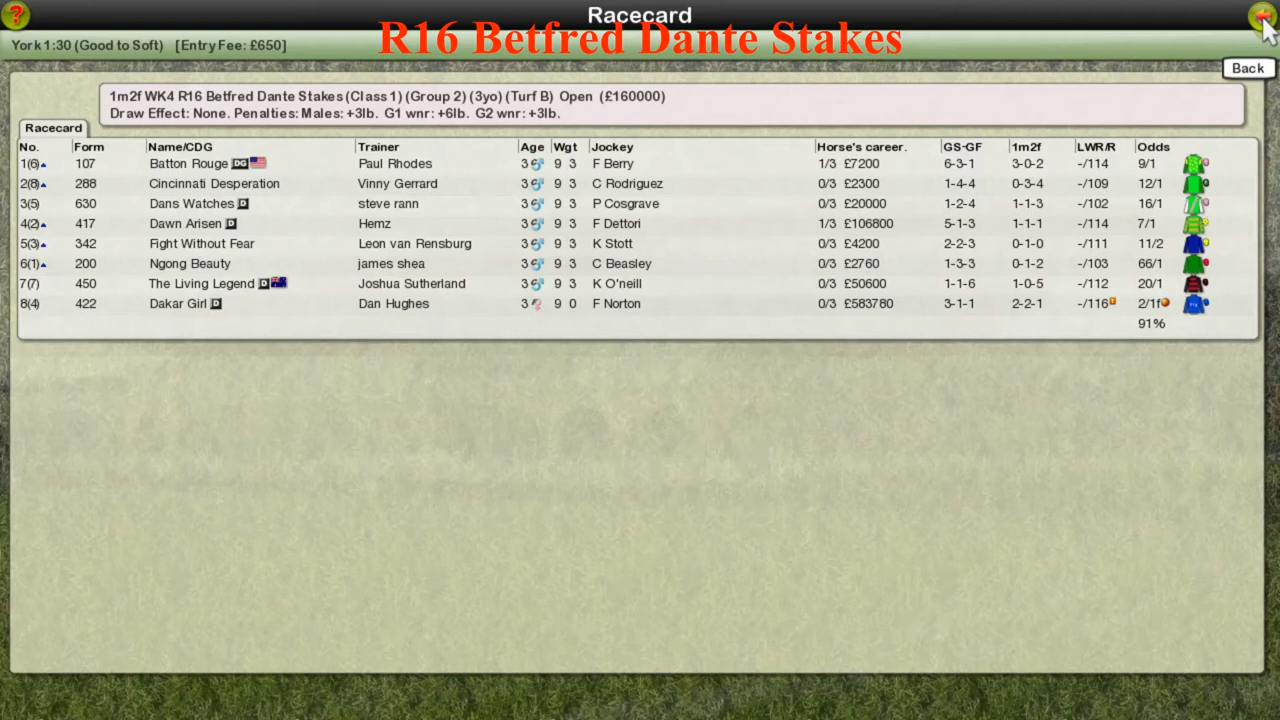 Racecard
R16 Betfred Dante Stakes
York 1:30 (Good to Soft) [Entry Fee: £650]
Back
1m2f WK4 R16 Betfred Dante Stakes (Class 1) (Group 2) (3yo) (Turf B) Open (£160000)
Draw Effect: None. Penalties: Males: +3lb. G1 wnr: +6lb. G2 wnr: +3lb.
Racecard
No. Form Name/CDG Trainer Age Wgt Jockey Horse's career. GS-GF 1m2f LWR/R Odds
1(6) 107 Batton Rouge DG Paul Rhodes 3 9 3 F Berry 1/3 £7200 6-3-1 3-0-2 -/114 9/1
2(8) 288 Cincinnati Desperation Vinny Gerrard 3 9 3 C Rodriguez 0/3 £2300 1-4-4 0-3-4 -/109 12/1
3(5) 630 Dans Watches D steve rann 3 9 3 P Cosgrave 0/3 £20000 1-2-4 1-1-3 -/102 16/1
4(2) 417 Dawn Arisen D Hemz 3 9 3 F Dettori 1/3 £106800 5-1-3 1-1-1 -/114 7/1
5(3) 342 Fight Without Fear Leon van Rensburg 3 9 3 K Stott 0/3 £4200 2-2-3 0-1-0 -/111 11/2
6(1) 200 Ngong Beauty james shea 3 9 3 C Beasley 0/3 £2760 1-3-3 0-1-2 -/103 66/1
7(7) 450 The Living Legend D Joshua Sutherland 3 9 3 K O'neill 0/3 £50600 1-1-6 1-0-5 -/112 20/1
8(4) 422 Dakar Girl D Dan Hughes 3 9 0 F Norton 0/3 £583780 3-1-1 2-2-1 -/116 2/1f
91%